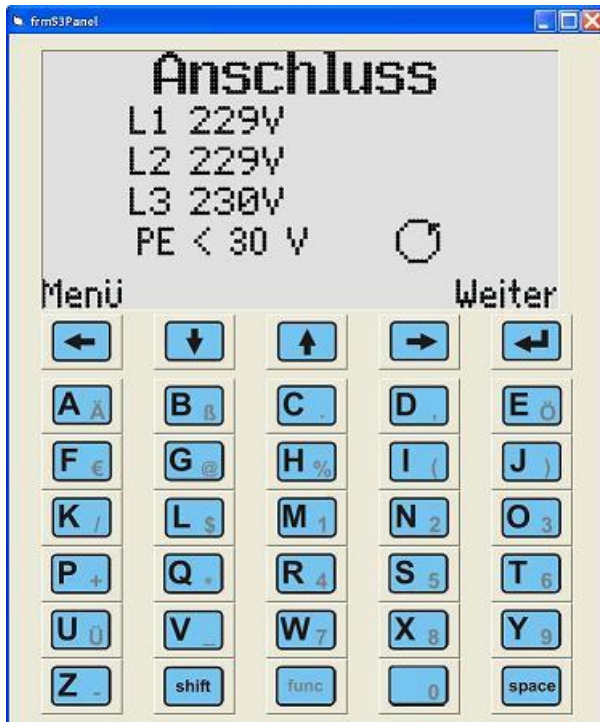 frmS3Panel
Anschluss
L1 229V
L2 229V
L3 230V
PE < 30 V
Menü Weiter
A Ä B ß C . D , E Ö
F € G @ H % I ( J )
K / L $ M 1 N 2 O 3
P + Q * R 4 S 5 T 6
U Ü V _ W 7 X 8 Y 9
Z - shift func 0 space